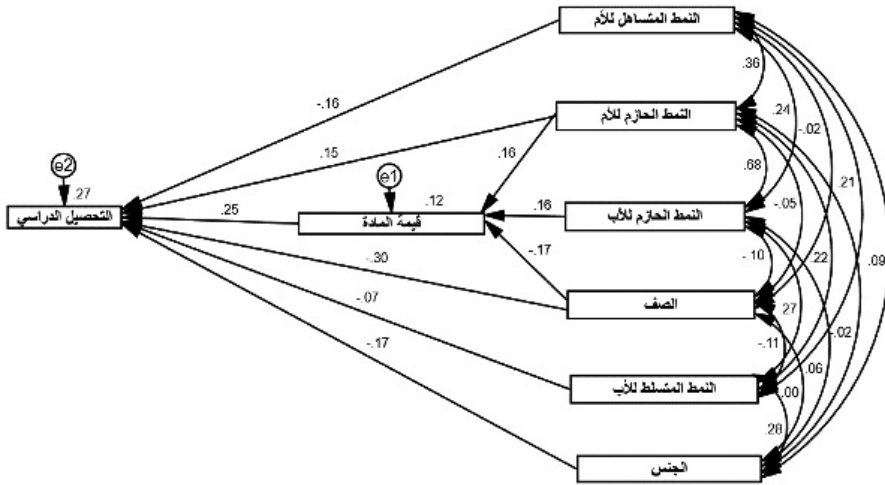 النمط المتساهل للأم
.36
-.16
النمط الحازم للأم
.24
-.02
.15
.16
.68
e2
e1
.27
.12
.21
-.05
التحصيل الدراسي
.25
قيمة المادة
.16
النمط الحازم للأب
-.17
-.10
.22
.09
-.30
الصف
.27
-.02
-.07
-.11
.06
-.17
النمط المتسلط للأب
.00
.28
الجنس